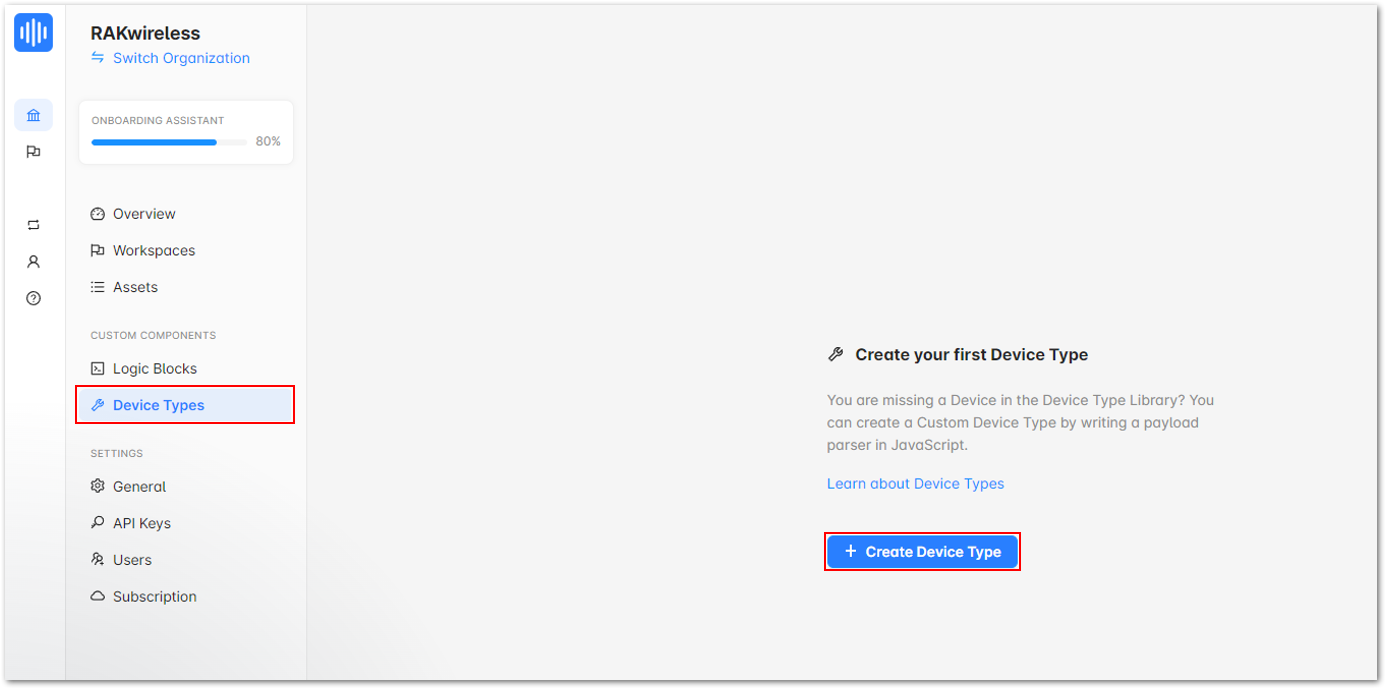 RAKwireless
Switch Organization
ONBOARDING ASSISTANT
80%
Overview
Workspaces
Assets
CUSTOM COMPONENTS
Logic Blocks
Device Types
SETTINGS
General
API Keys
Users
Subscription
Create your first Device Type
You are missing a Device in the Device Type Library? You
can create a Custom Device Type by writing a payload
parser in JavaScript.
Learn about Device Types
+ Create Device Type